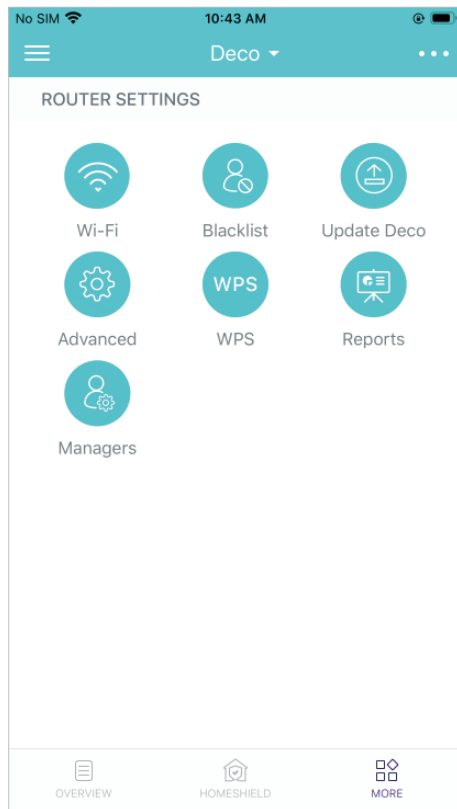 No SIM 10:43 AM
Deco
ROUTER SETTINGS
Wi-Fi Blacklist Update Deco
WPS
Advanced WPS Reports
Managers
OVERVIEW HOMESHIELD MORE